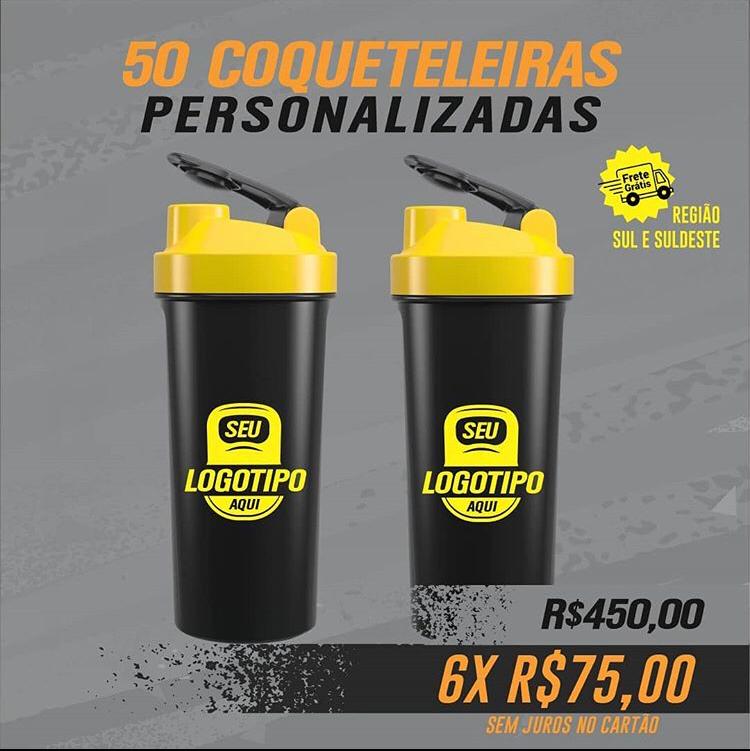 50 COQUETELEIRAS
PERSONALIZADAS
Frete
Grátis
REGIÃO
SUL E SULDESTE
SEU
LOGOTIPO
AQUI
SEU
LOGOTIPO
AQUI
R$450,00
6X R$75,00
SEM JUROS NO CARTÃO